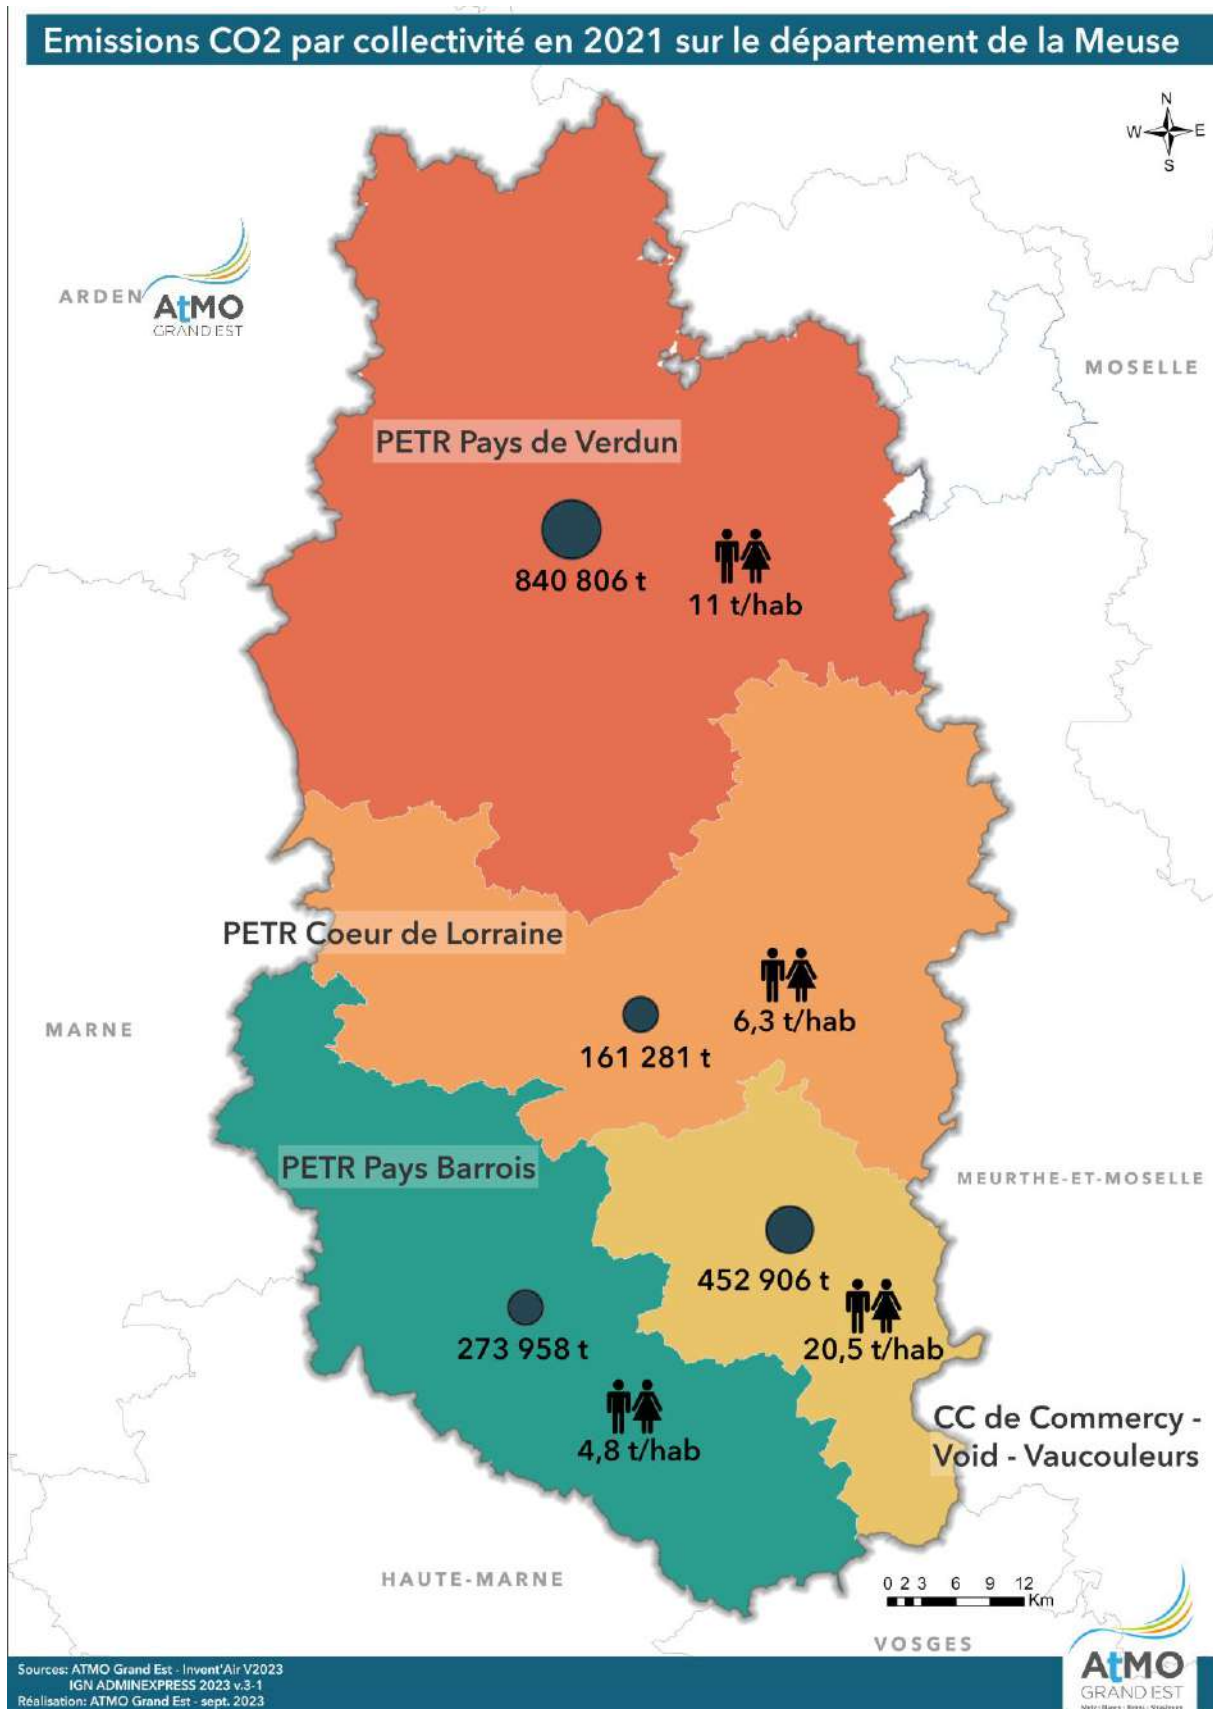 Emissions CO2 par collectivité en 2021 sur le département de la Meuse
N
W E
S
ARDEN
AtMO
GRAND EST
MOSELLE
PETR Pays de Verdun
840 806 t
11 t/hab
PETR Coeur de Lorraine
6,3 t/hab
161 281 t
MARNE
PETR Pays Barrois
MEURTHE-ET-MOSELLE
452 906 t
20,5 t/hab
273 958 t
4,8 t/hab
CC de Commercy -
Void - Vaucouleurs
HAUTE-MARNE
0 2 3 6 9 12
Km
VOSGES
Sources: ATMO Grand Est - Invent'Air V2023
IGN ADMINEXPRESS 2023 v.3-1
Réalisation: ATMO Grand Est - sept. 2023
AtMO
GRAND EST